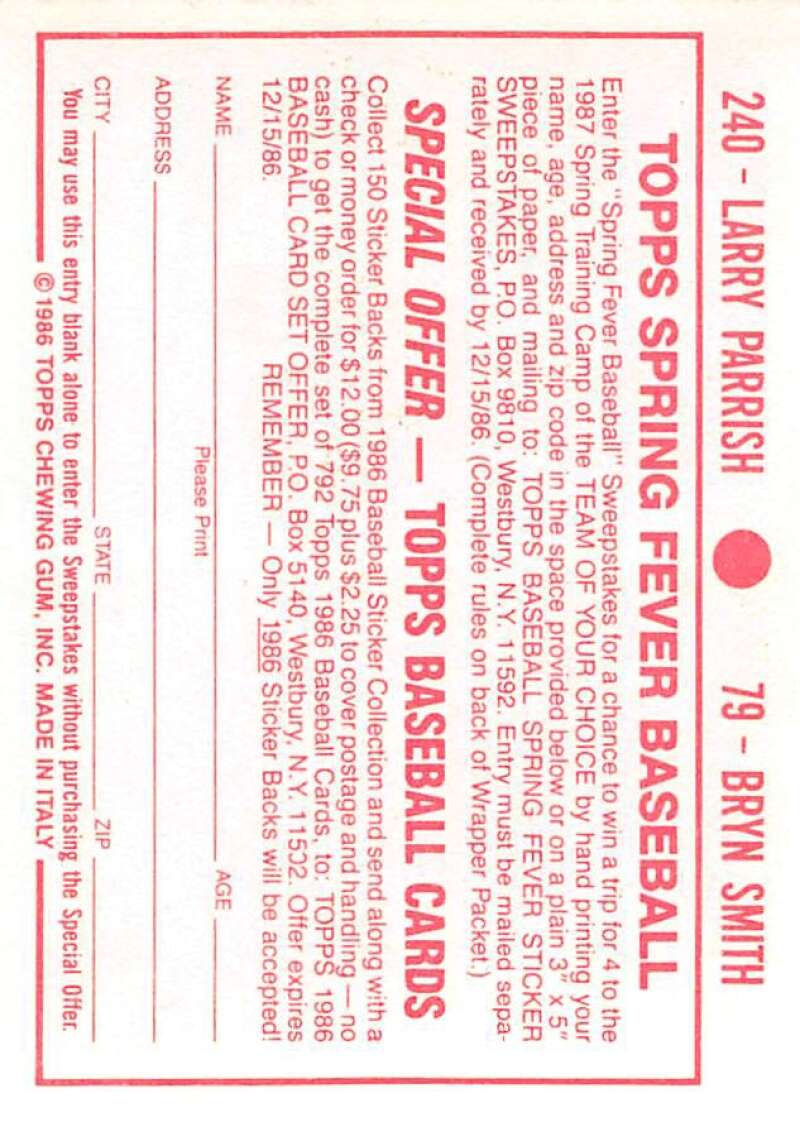 240 - LARRY PARRISH ● 79 - BRYN SMITH
TOPPS SPRING FEVER BASEBALL
Enter the "Spring Fever Baseball" Sweepstakes for a chance to win a trip for 4 to the
1987 Spring Training Camp of the TEAM OF YOUR CHOICE by hand printing your
name, age, address and zip code in the space provided below or on a plain 3" x 5"
piece of paper, and mailing to: TOPPS BASEBALL SPRING FEVER STICKER
SWEEPSTAKES, P.O. Box 9810, Westbury, N.Y. 11592. Entry must be mailed sepa-
rately and received by 12/15/86. (Complete rules on back of Wrapper Packet.)
SPECIAL OFFER — TOPPS BASEBALL CARDS
Collect 150 Sticker Backs from 1986 Baseball Sticker Collection and send along with a
check or money order for $12.00 ($9.75 plus $2.25 to cover postage and handling — no
cash) to get the complete set of 792 Topps 1986 Baseball Cards, to: TOPPS 1986
BASEBALL CARD SET OFFER, P.O. Box 5140, Westbury, N.Y. 11592. Offer expires
12/15/86. REMEMBER — Only 1986 Sticker Backs will be accepted!
NAME AGE
Please Print
ADDRESS
CITY STATE ZIP
You may use this entry blank alone to enter the Sweepstakes without purchasing the Special Offer.
© 1986 TOPPS CHEWING GUM, INC. MADE IN ITALY